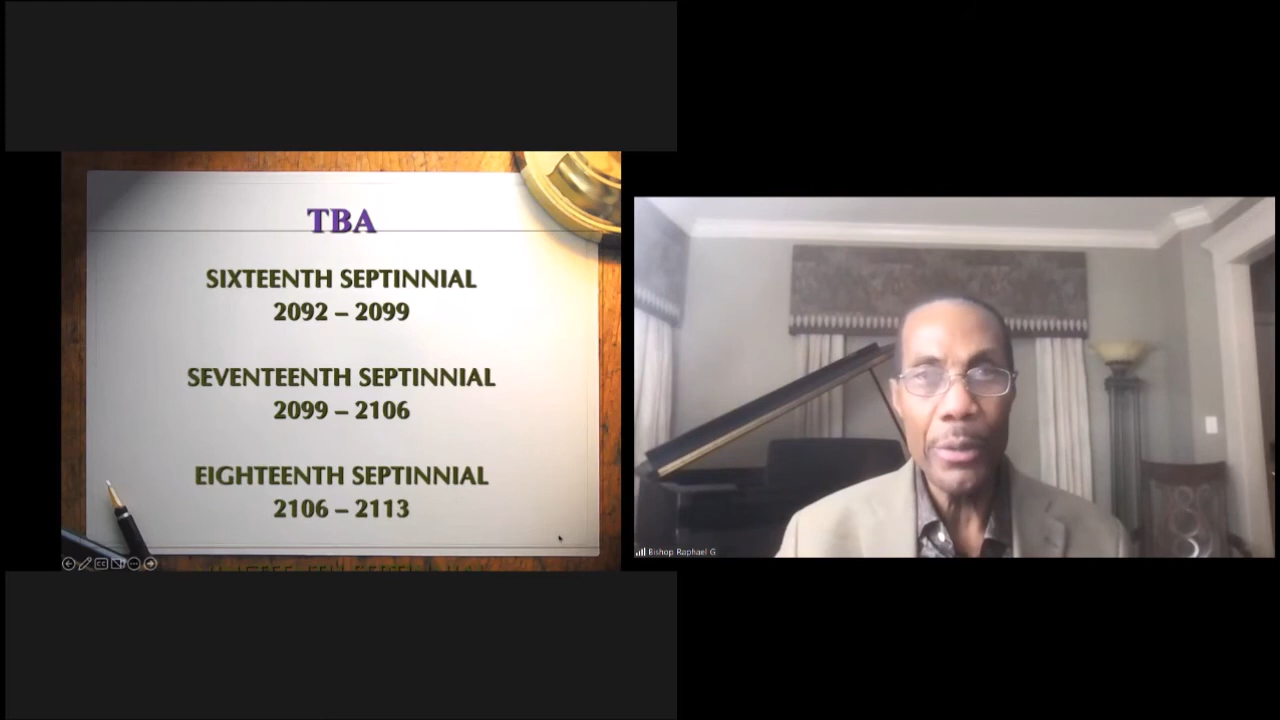 TBA
SIXTEENTH SEPTINNIAL
2092 – 2099
SEVENTEENTH SEPTINNIAL
2099 – 2106
EIGHTEENTH SEPTINNIAL
2106 – 2113
Bishop Raphael G